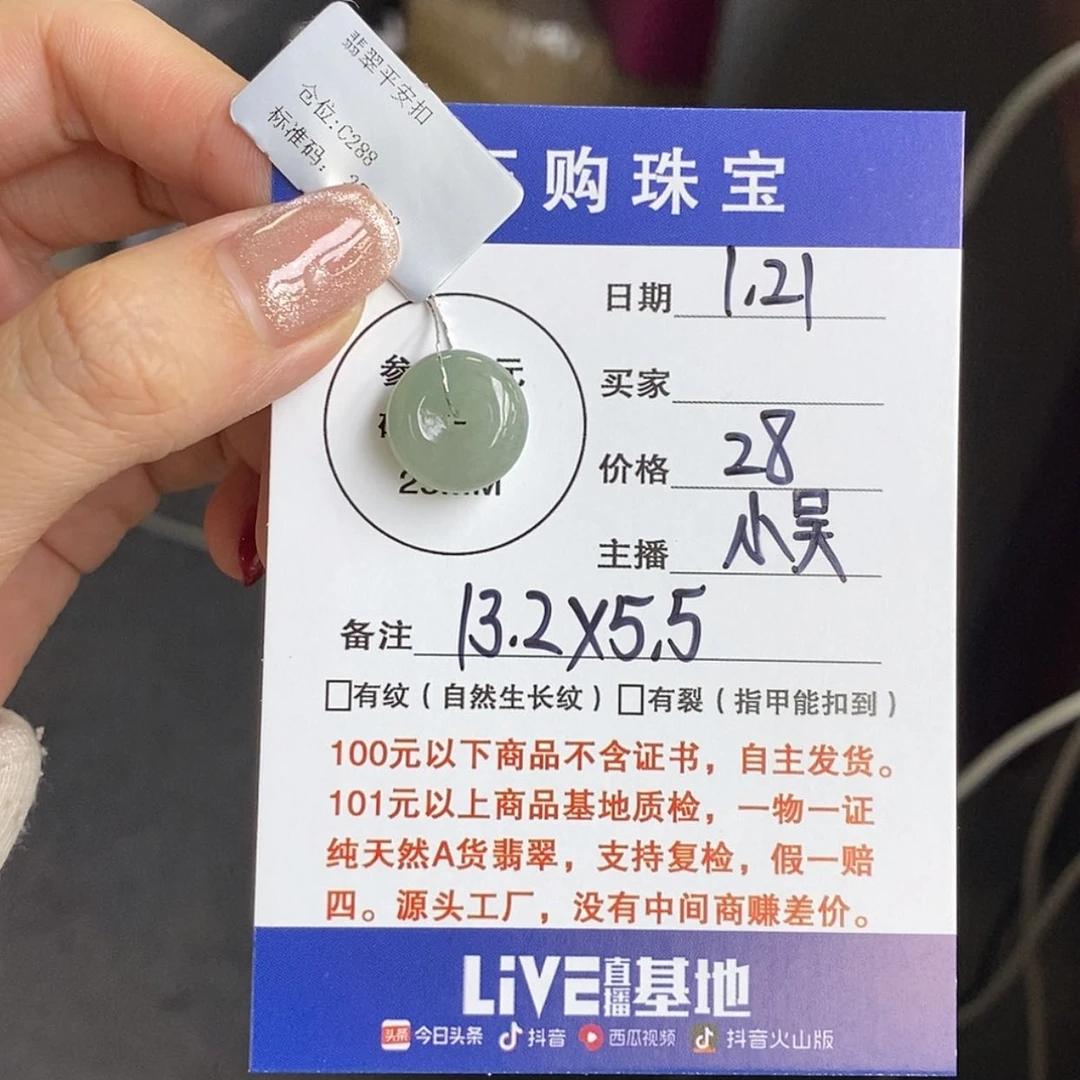 翡翠平安扣
仓位:C288
标准码:
购珠宝
日期 1.21
买家
价格 28
主播 小吴
备注 13.2X5.5
有纹(自然生长纹) 有裂(指甲能扣到)
100元以下商品不含证书,自主发货。
101元以上商品基地质检,一物一证
纯天然A货翡翠,支持复检,假一赔
四。源头工厂,没有中间商赚差价。
LiVE直播基地
头条 今日头条 抖音 西瓜视频 抖音火山版